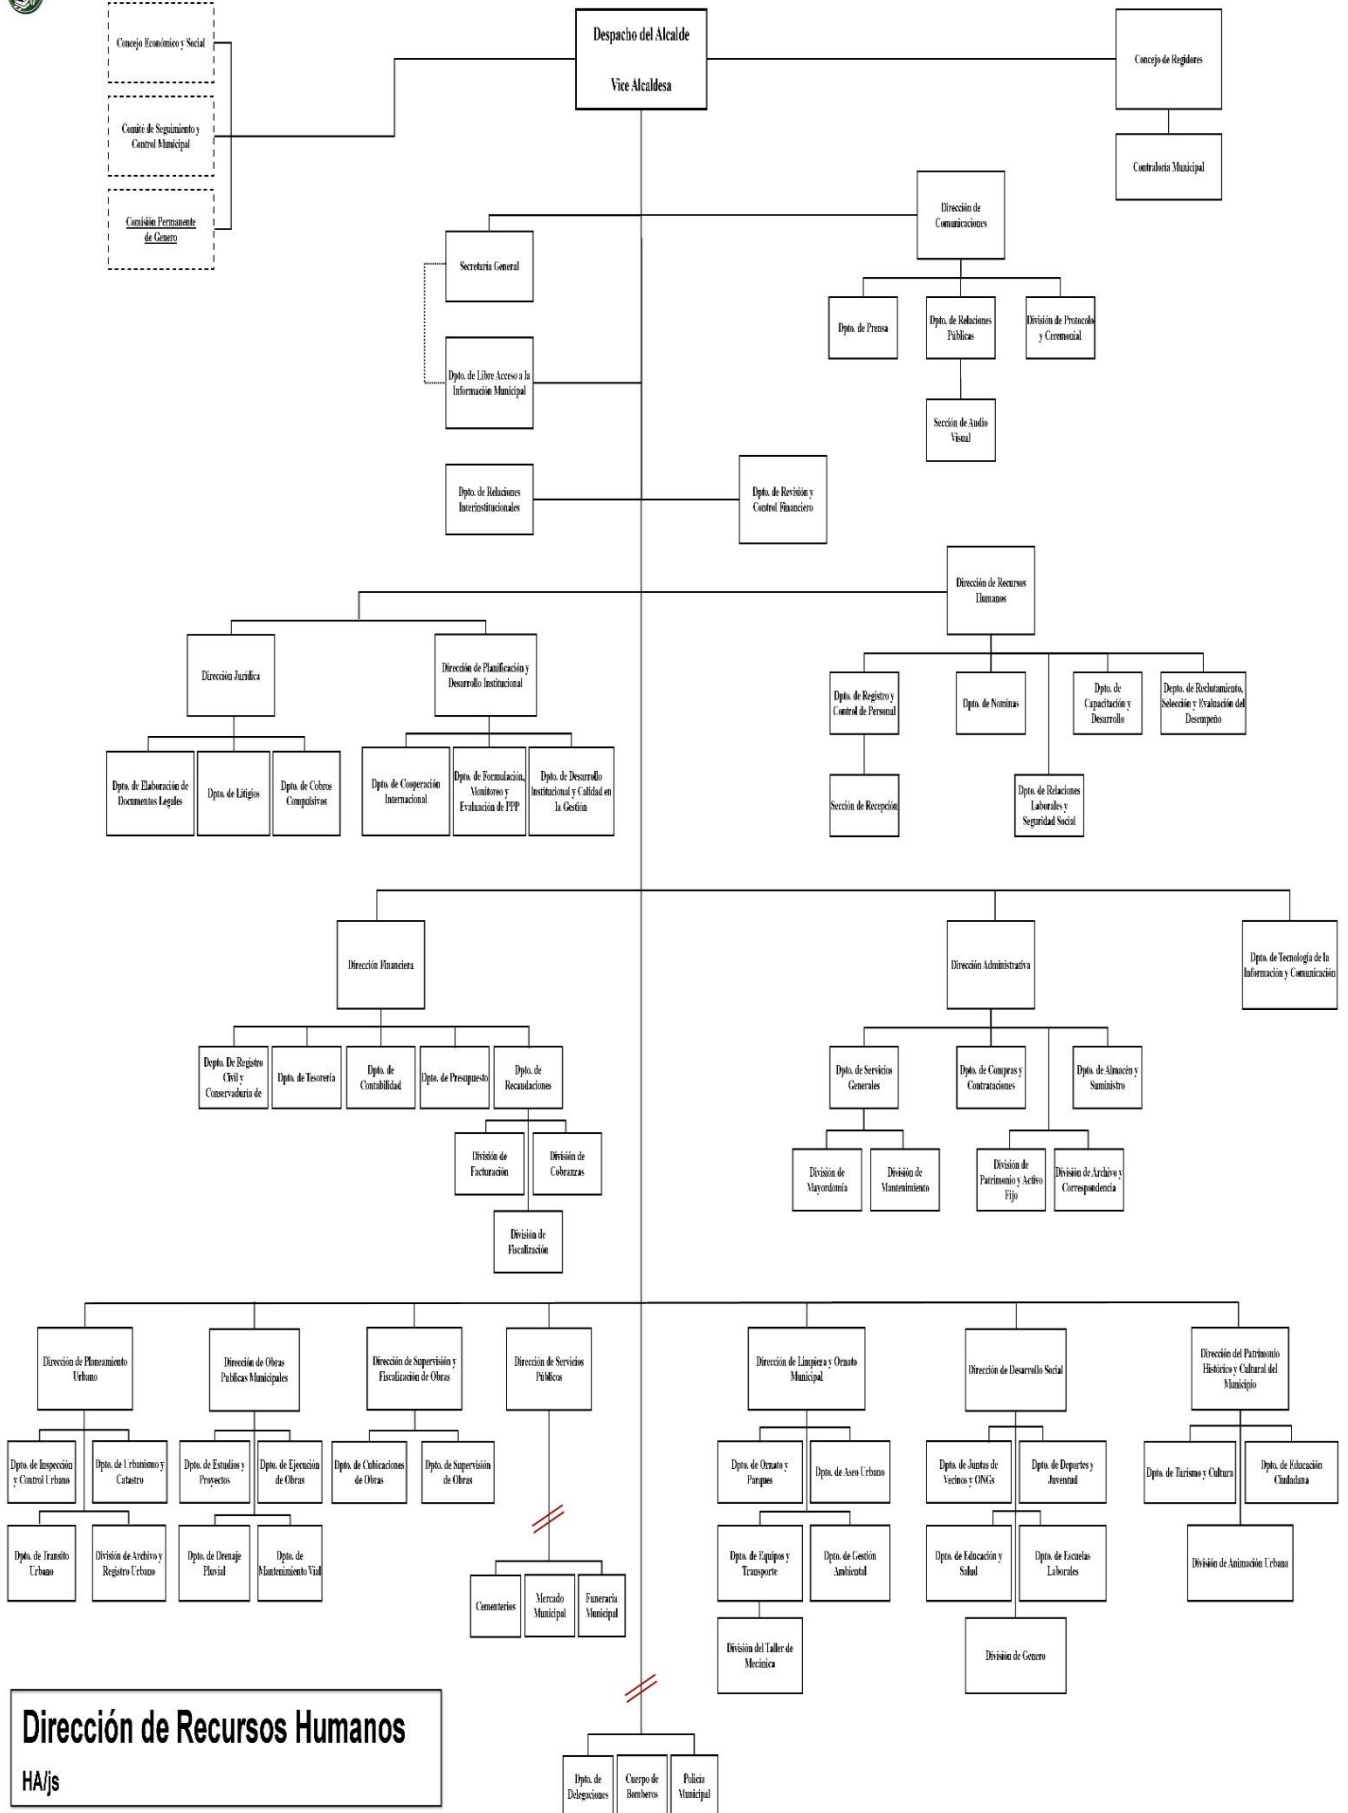 Concejo Económico y Social
Despacho del Alcalde
Vice Alcaldesa
Concejo de Regidores
Comité de Seguimiento y
Control Municipal
Contraloría Municipal
Comisión Permanente
de Genero
Dirección de
Comunicaciones
Secretaria General
Dpto. de Prensa
Dpto. de Relaciones
Públicas
División de Protocolo
y Ceremonial
Dpto. de Libre Acceso a la
Información Municipal
Sección de Audio
Visual
Dpto. de Relaciones
Interinstitucionales
Dpto. de Revisión y
Control Financiero
Dirección de Recursos
Humanos
Dirección Jurídica
Dirección de Planificación y
Desarrollo Institucional
Dpto. de Registro y
Control de Personal
Dpto. de Nominas
Dpto. de
Capacitación y
Desarrollo
Depto. de Reclutamiento,
Selección y Evaluación del
Desempeño
Dpto. de Elaboración de
Documentos Legales
Dpto. de Litigios
Dpto. de Cobros
Compulsivos
Dpto. de Cooperación
Internacional
Dpto. de Formulación,
Monitoreo y
Evaluación de PPP
Dpto. de Desarrollo
Institucional y Calidad en
la Gestión
Sección de Recepción
Dpto. de Relaciones
Laborales y
Seguridad Social
Dirección Financiera
Dirección Administrativa
Dpto. de Tecnología de la
Información y Comunicación
Depto. De Registro
Civil y
Conservaduría de
Dpto. de Tesorería
Dpto. de
Contabilidad
Dpto. de Presupuesto
Dpto. de
Recaudaciones
Dpto. de Servicios
Generales
Dpto. de Compras y
Contrataciones
Dpto. de Almacén y
Suministro
División de
Facturación
División de
Cobranzas
División de
Mayordomía
División de
Mantenimiento
División de
Patrimonio y Activo
Fijo
División de Archivo y
Correspondencia
División de
Fiscalización
Dirección de Planeamiento
Urbano
Dirección de Obras
Publicas Municipales
Dirección de Supervisión y
Fiscalización de Obras
Dirección de Servicios
Públicos
Dirección de Limpieza y Ornato
Municipal
Dirección de Desarrollo Social
Dirección del Patrimonio
Histórico y Cultural del
Municipio
Dpto. de Inspección
y Control Urbano
Dpto. de Urbanismo y
Catastro
Dpto. de Estudios y
Proyectos
Dpto. de Ejecución
de Obras
Dpto. de Cubicaciones
de Obras
Dpto. de Supervisión
de Obras
Dpto. de Ornato y
Parques
Dpto. de Aseo Urbano
Dpto. de Juntas de
Vecinos y ONGs
Dpto. de Deportes y
Juventud
Dpto. de Turismo y Cultura
Dpto. de Educación
Ciudadana
Dpto. de Transito
Urbano
División de Archivo y
Registro Urbano
Dpto. de Drenaje
Pluvial
Dpto. de
Mantenimiento Vial
Dpto. de Equipos y
Transporte
Dpto. de Gestión
Ambiental
Dpto. de Educación y
Salud
Dpto. de Escuelas
Laborales
División de Animación Urbana
Cementerios
Mercado
Municipal
Funeraria
Municipal
División del Taller de
Mecánica
División de Genero
Dirección de Recursos Humanos
HA/js
Dpto. de
Delegaciones
Cuerpo de
Bomberos
Policía
Municipal